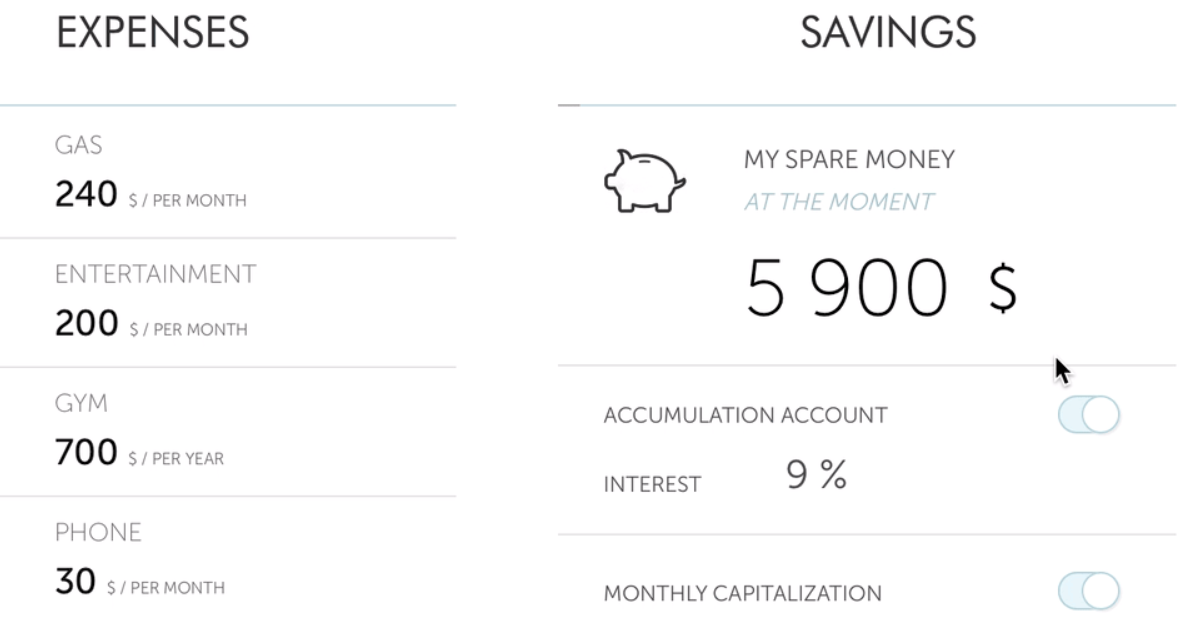 EXPENSES
GAS
240 $ / PER MONTH
ENTERTAINMENT
200 $ / PER MONTH
GYM
700 $ / PER YEAR
PHONE
30 $ / PER MONTH
SAVINGS
MY SPARE MONEY
AT THE MOMENT
5 900 $
ACCUMULATION ACCOUNT
INTEREST 9 %
MONTHLY CAPITALIZATION